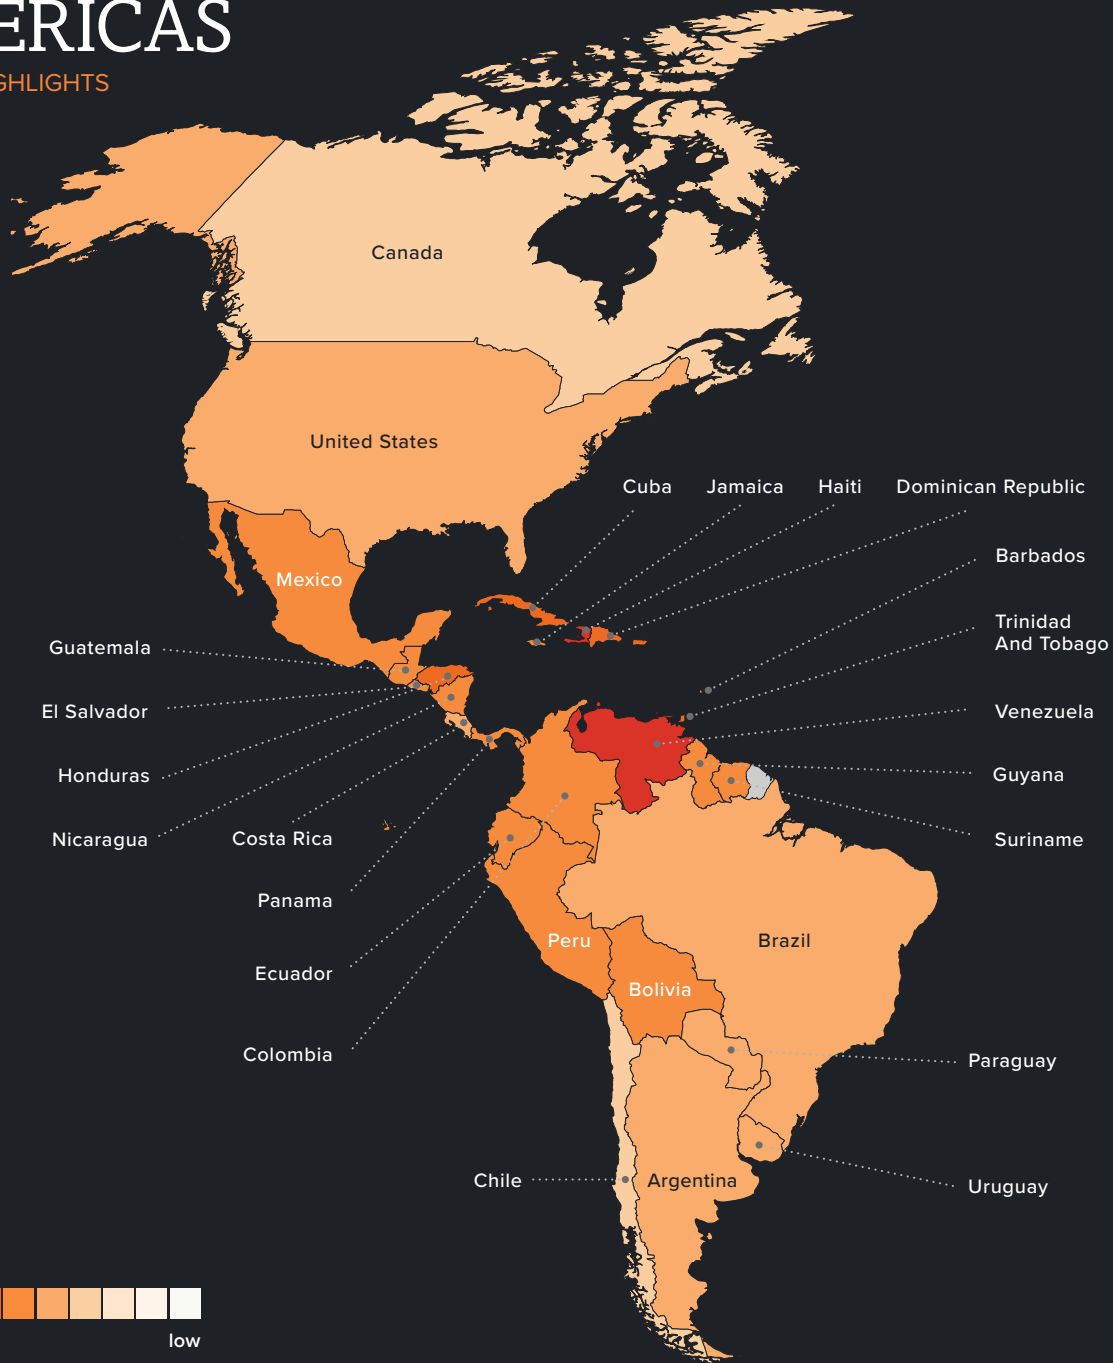 ERICAS
GHLIGHTS
Canada
United States
Cuba
Jamaica
Haiti
Dominican Republic
Barbados
Mexico
Trinidad
And Tobago
Guatemala
El Salvador
Venezuela
Honduras
Guyana
Nicaragua
Costa Rica
Suriname
Panama
Peru
Brazil
Ecuador
Bolivia
Colombia
Paraguay
Chile
Argentina
Uruguay
low